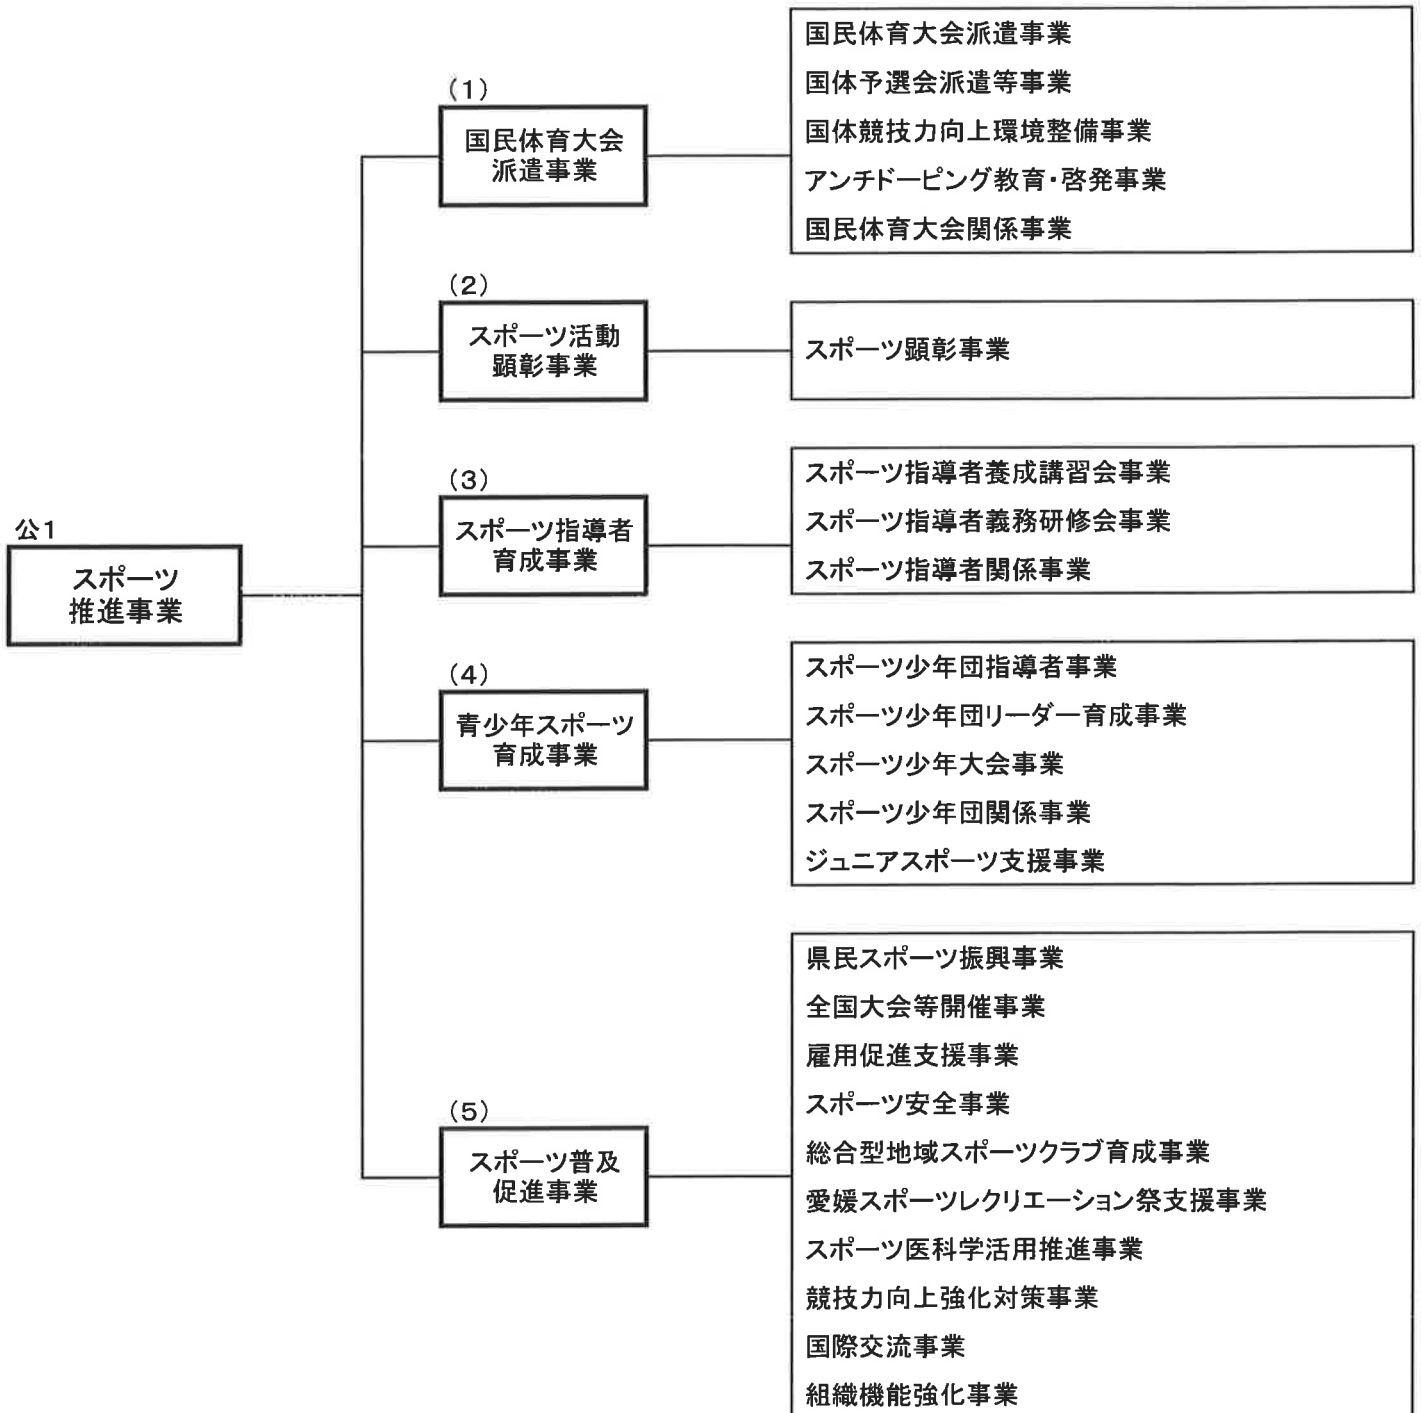 公1
スポーツ
推進事業
(1)
国民体育大会
派遣事業
国民体育大会派遣事業
国体予選会派遣等事業
国体競技力向上環境整備事業
アンチドーピング教育・啓発事業
国民体育大会関係事業
(2)
スポーツ活動
顕彰事業
スポーツ顕彰事業
(3)
スポーツ指導者
育成事業
スポーツ指導者養成講習会事業
スポーツ指導者義務研修会事業
スポーツ指導者関係事業
(4)
青少年スポーツ
育成事業
スポーツ少年団指導者事業
スポーツ少年団リーダー育成事業
スポーツ少年大会事業
スポーツ少年団関係事業
ジュニアスポーツ支援事業
(5)
スポーツ普及
促進事業
県民スポーツ振興事業
全国大会等開催事業
雇用促進支援事業
スポーツ安全事業
総合型地域スポーツクラブ育成事業
愛媛スポーツレクリエーション祭支援事業
スポーツ医科学活用推進事業
競技力向上強化対策事業
国際交流事業
組織機能強化事業